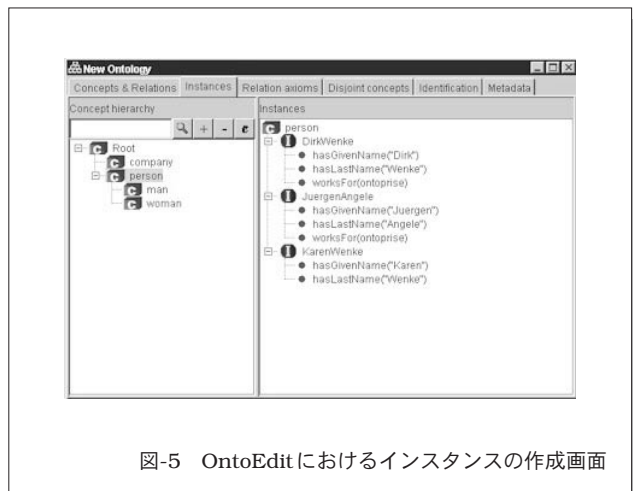 New Ontology
Concepts & Relations Instances Relation axioms Disjoint concepts Identification Metadata
Concept hierarchy
+ - c
C Root
C company
C person
C man
C woman
Instances
C person
I DirkWenke
hasGivenName("Dirk")
hasLastName("Wenke")
worksFor(ontoprise)
I JuergenAngele
hasGivenName("Juergen")
hasLastName("Angele")
worksFor(ontoprise)
I KarenWenke
hasGivenName("Karen")
hasLastName("Wenke")
図-5 OntoEditにおけるインスタンスの作成画面